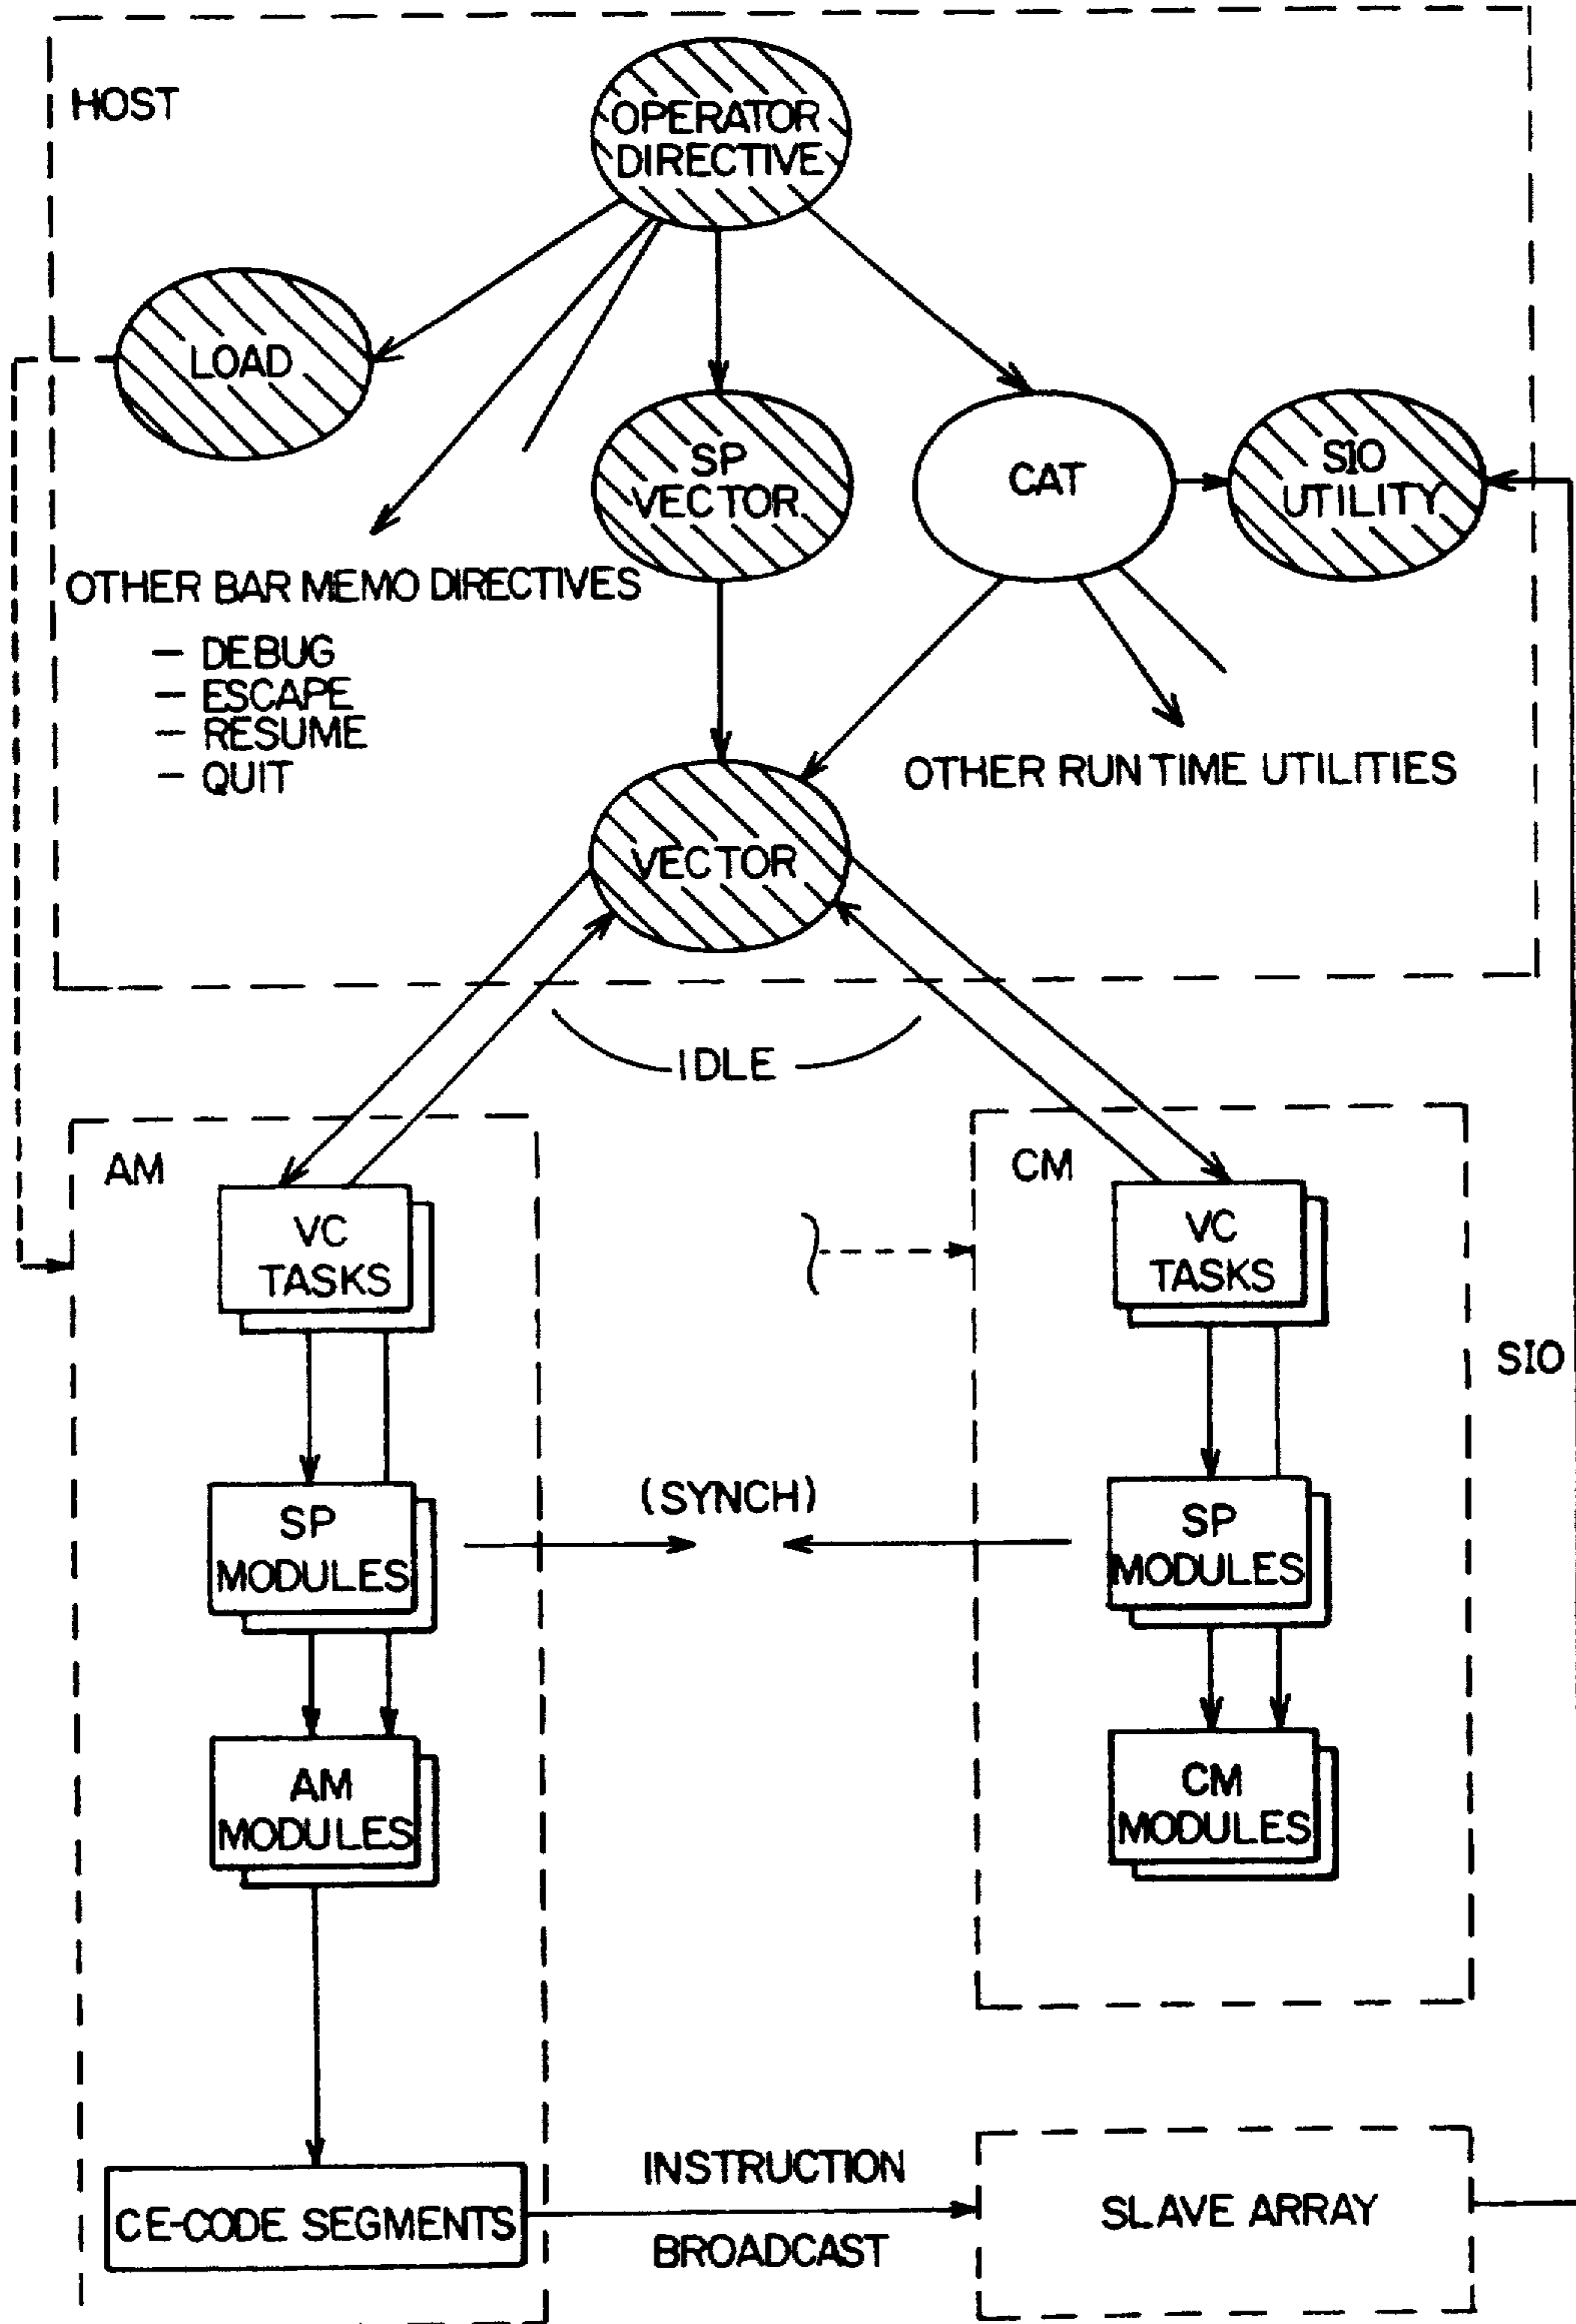 HOST
OPERATOR
DIRECTIVE
LOAD
SP
VECTOR
CAT
SIO
UTILITY
OTHER BAR MEMO DIRECTIVES
— DEBUG
— ESCAPE
— RESUME
— QUIT
OTHER RUN TIME UTILITIES
VECTOR
IDLE
AM
CM
VC
TASKS
VC
TASKS
SIO
SP
MODULES
(SYNCH)
SP
MODULES
AM
MODULES
CM
MODULES
CE-CODE SEGMENTS
INSTRUCTION
BROADCAST
SLAVE ARRAY